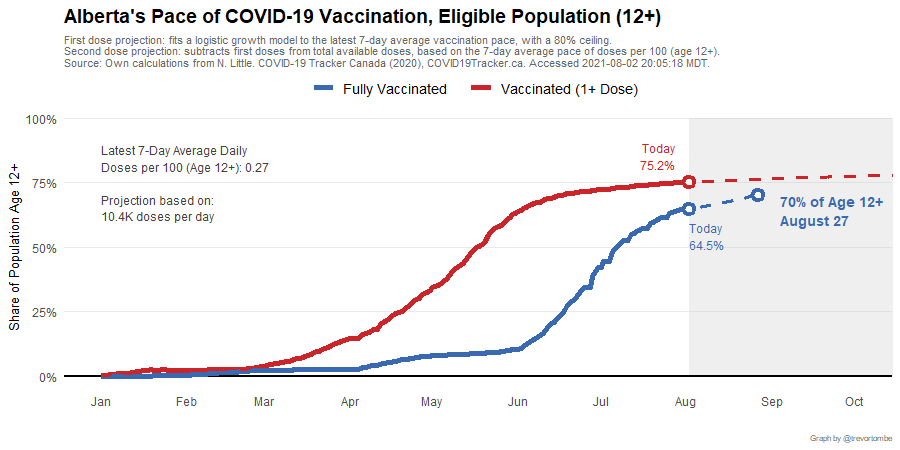 Alberta's Pace of COVID-19 Vaccination, Eligible Population (12+)
First dose projection: fits a logistic growth model to the latest 7-day average vaccination pace, with a 80% ceiling.
Second dose projection: subtracts first doses from total available doses, based on the 7-day average pace of doses per 100 (age 12+).
Source: Own calculations from N. Little. COVID-19 Tracker Canada (2020), COVID19Tracker.ca. Accessed 2021-08-02 20:05:18 MDT.
Fully Vaccinated
Vaccinated (1+ Dose)
Share of Population Age 12+
100%
75%
50%
25%
0%
Latest 7-Day Average Daily
Doses per 100 (Age 12+): 0.27
Projection based on:
10.4K doses per day
Today
75.2%
Today
64.5%
70% of Age 12+
August 27
Jan
Feb
Mar
Apr
May
Jun
Jul
Aug
Sep
Oct
Graph by @trevortombe